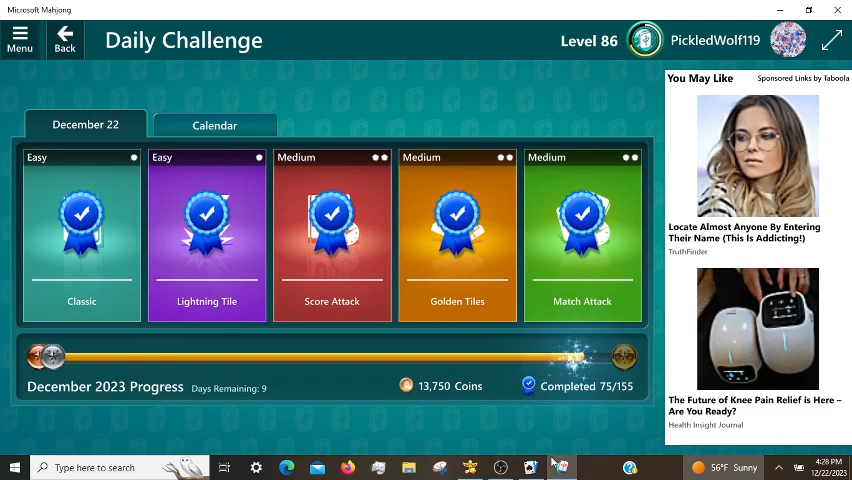 Microsoft Mahjong
Menu
Back
Daily Challenge
Level 86
PickledWolf119
December 22
Calendar
Easy
Easy
Medium
Medium
Medium
Classic
Lightning Tile
Score Attack
Golden Tiles
Match Attack
December 2023 Progress
Days Remaining: 9
13,750 Coins
Completed 75/155
You May Like
Sponsored Links by Taboola
Locate Almost Anyone By Entering
Their Name (This Is Addicting!)
TruthFinder
The Future of Knee Pain Relief is Here –
Are You Ready?
Health Insight Journal
Type here to search
56°F Sunny
4:28 PM
12/22/2023